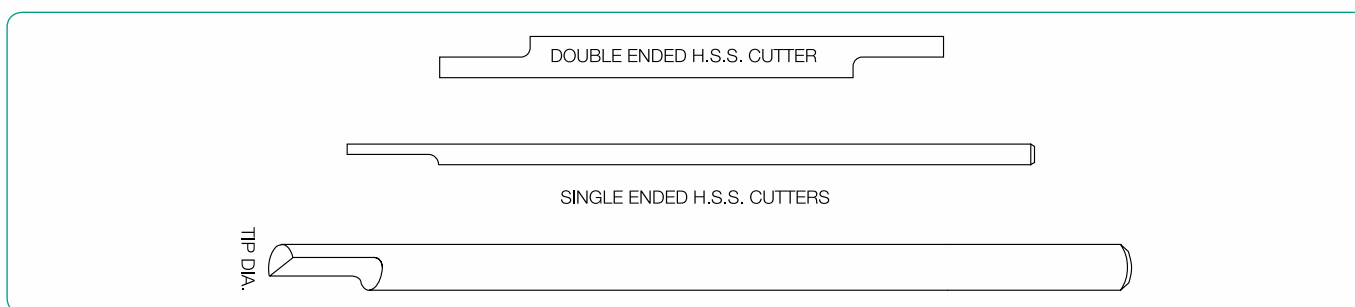 DOUBLE ENDED H.S.S. CUTTER
SINGLE ENDED H.S.S. CUTTERS
TIP DIA.